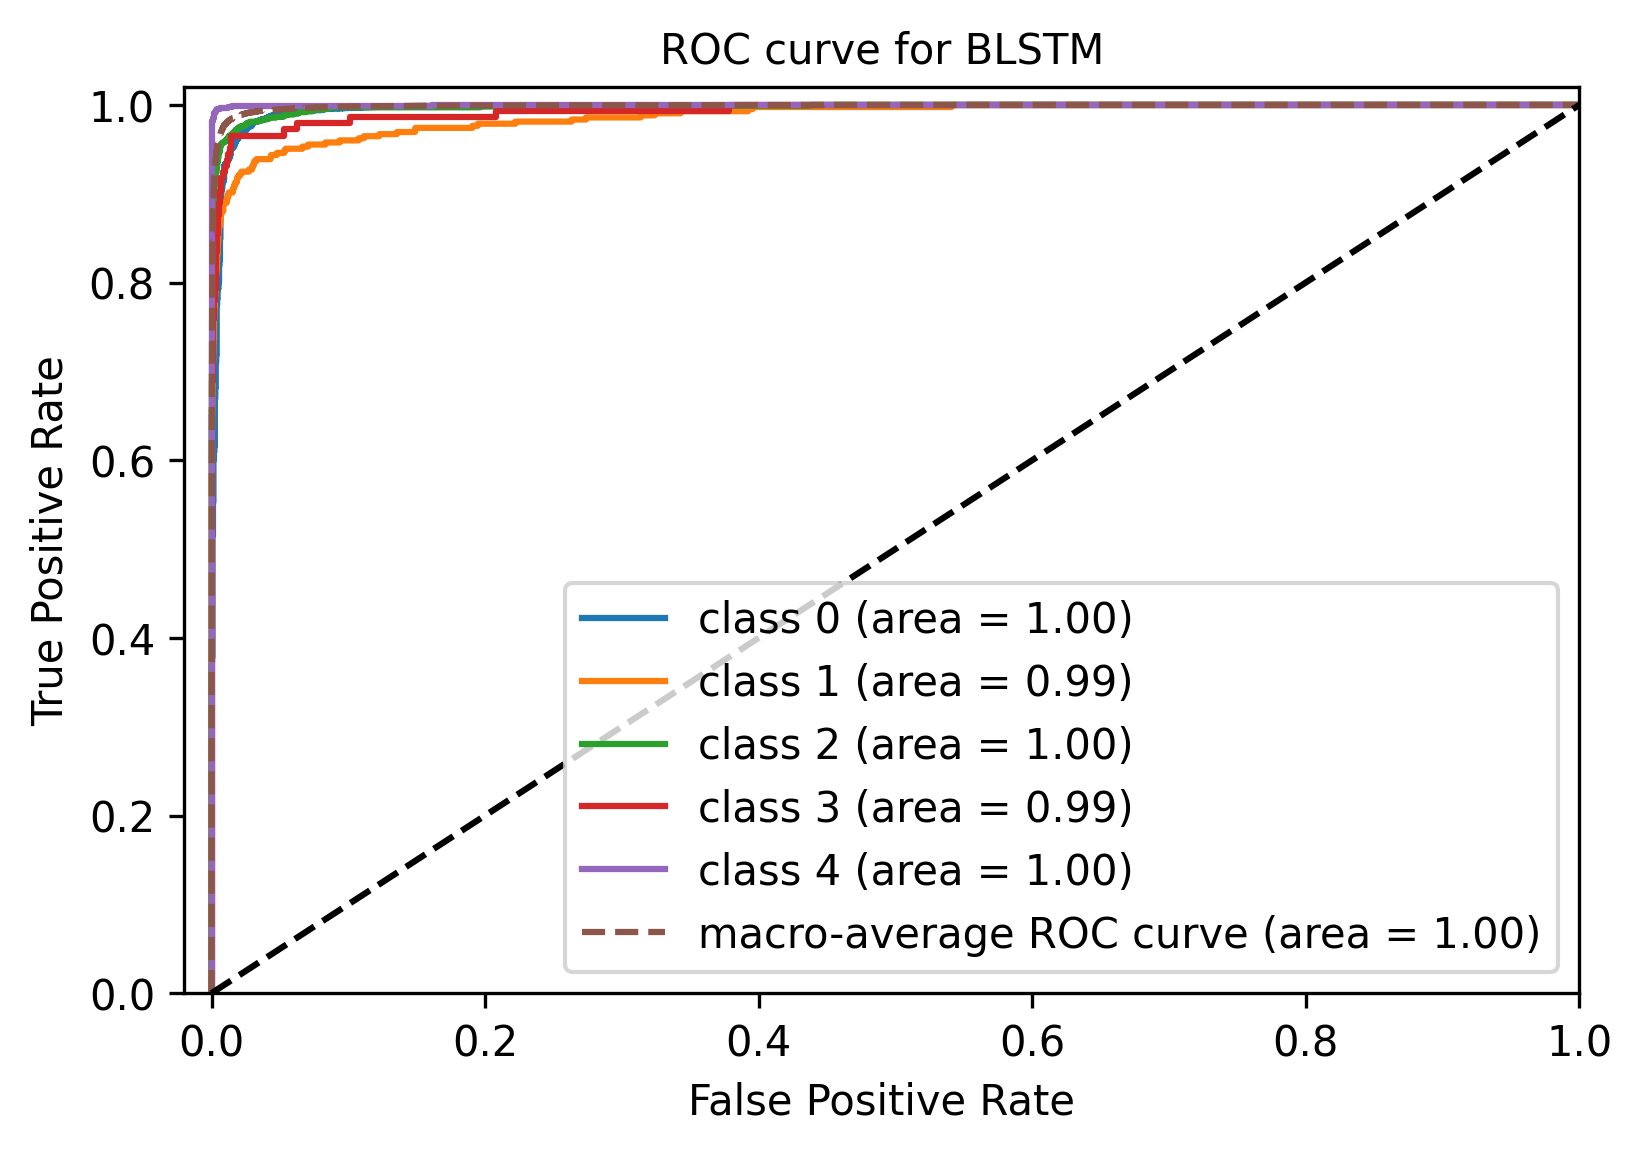 ROC curve for BLSTM
1.0
0.8
0.6
0.4
0.2
0.0
True Positive Rate
class 0 (area = 1.00)
class 1 (area = 0.99)
class 2 (area = 1.00)
class 3 (area = 0.99)
class 4 (area = 1.00)
macro-average ROC curve (area = 1.00)
0.0 0.2 0.4 0.6 0.8 1.0
False Positive Rate